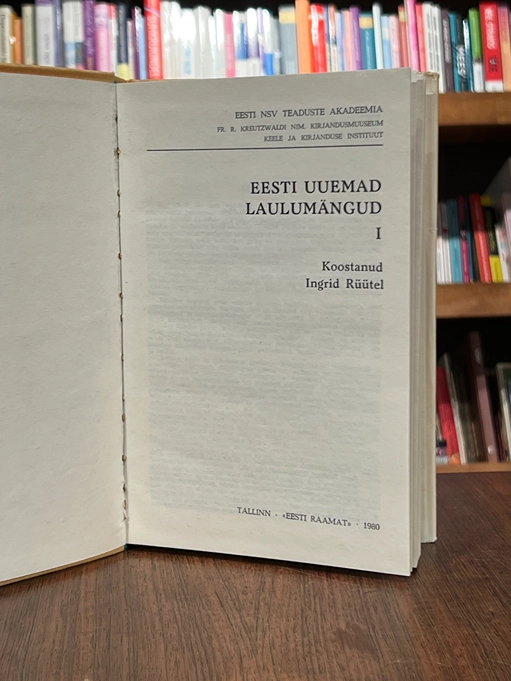 EESTI NSV TEADUSTE AKADEEMIA
FR. R. KREUTZWALDI NIM. KIRJANDUSMUUSEUM
KEELE JA KIRJANDUSE INSTITUUT
EESTI UUEMAD
LAULUMÄNGUD
I
Koostanud
Ingrid Rüütel
TALLINN · «EESTI RAAMAT» · 1980